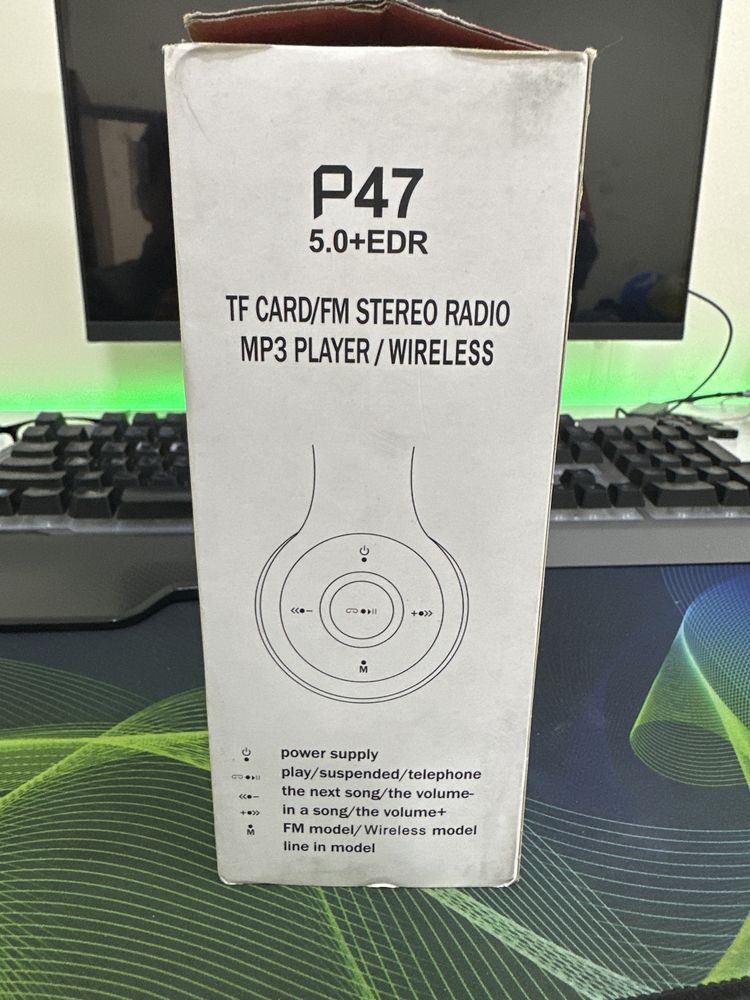 P47
5.0+EDR
TF CARD/FM STEREO RADIO
MP3 PLAYER / WIRELESS
M
power supply
play/suspended/telephone
the next song/the volume-
in a song/the volume+
M FM model/Wireless model
line in model